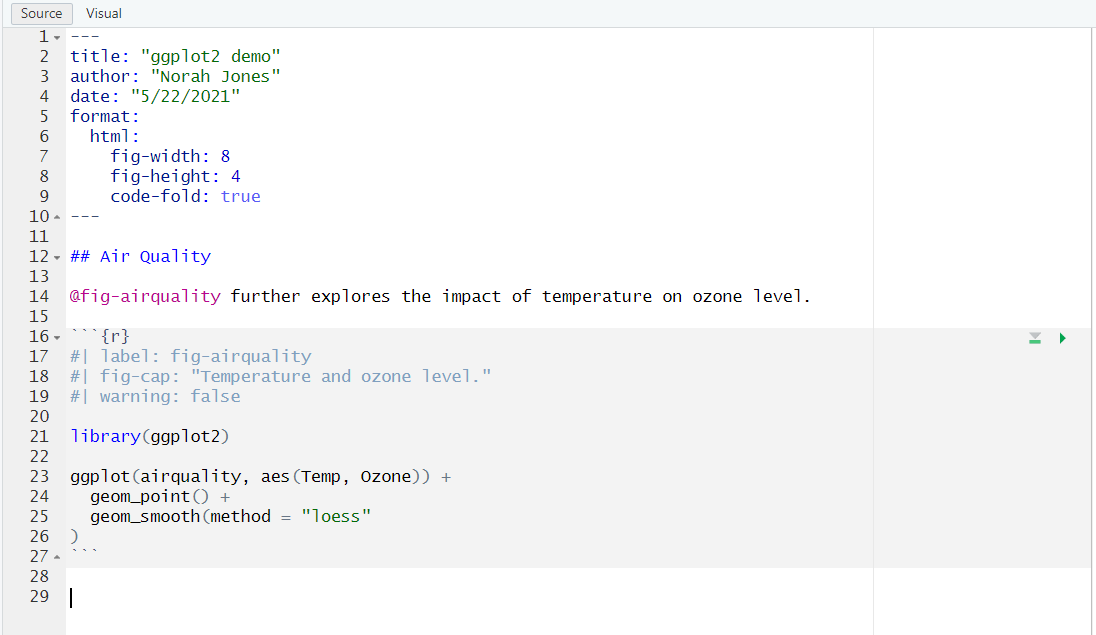 Source Visual
1 ---
2 title: "ggplot2 demo"
3 author: "Norah Jones"
4 date: "5/22/2021"
5 format:
6   html:
7     fig-width: 8
8     fig-height: 4
9     code-fold: true
10 ---
11
12 ## Air Quality
13
14 @fig-airquality further explores the impact of temperature on ozone level.
15
16 ```{r}
17 #| label: fig-airquality
18 #| fig-cap: "Temperature and ozone level."
19 #| warning: false
20
21 library(ggplot2)
22
23 ggplot(airquality, aes(Temp, Ozone)) +
24   geom_point() +
25   geom_smooth(method = "loess"
26 )
27 ```
28
29